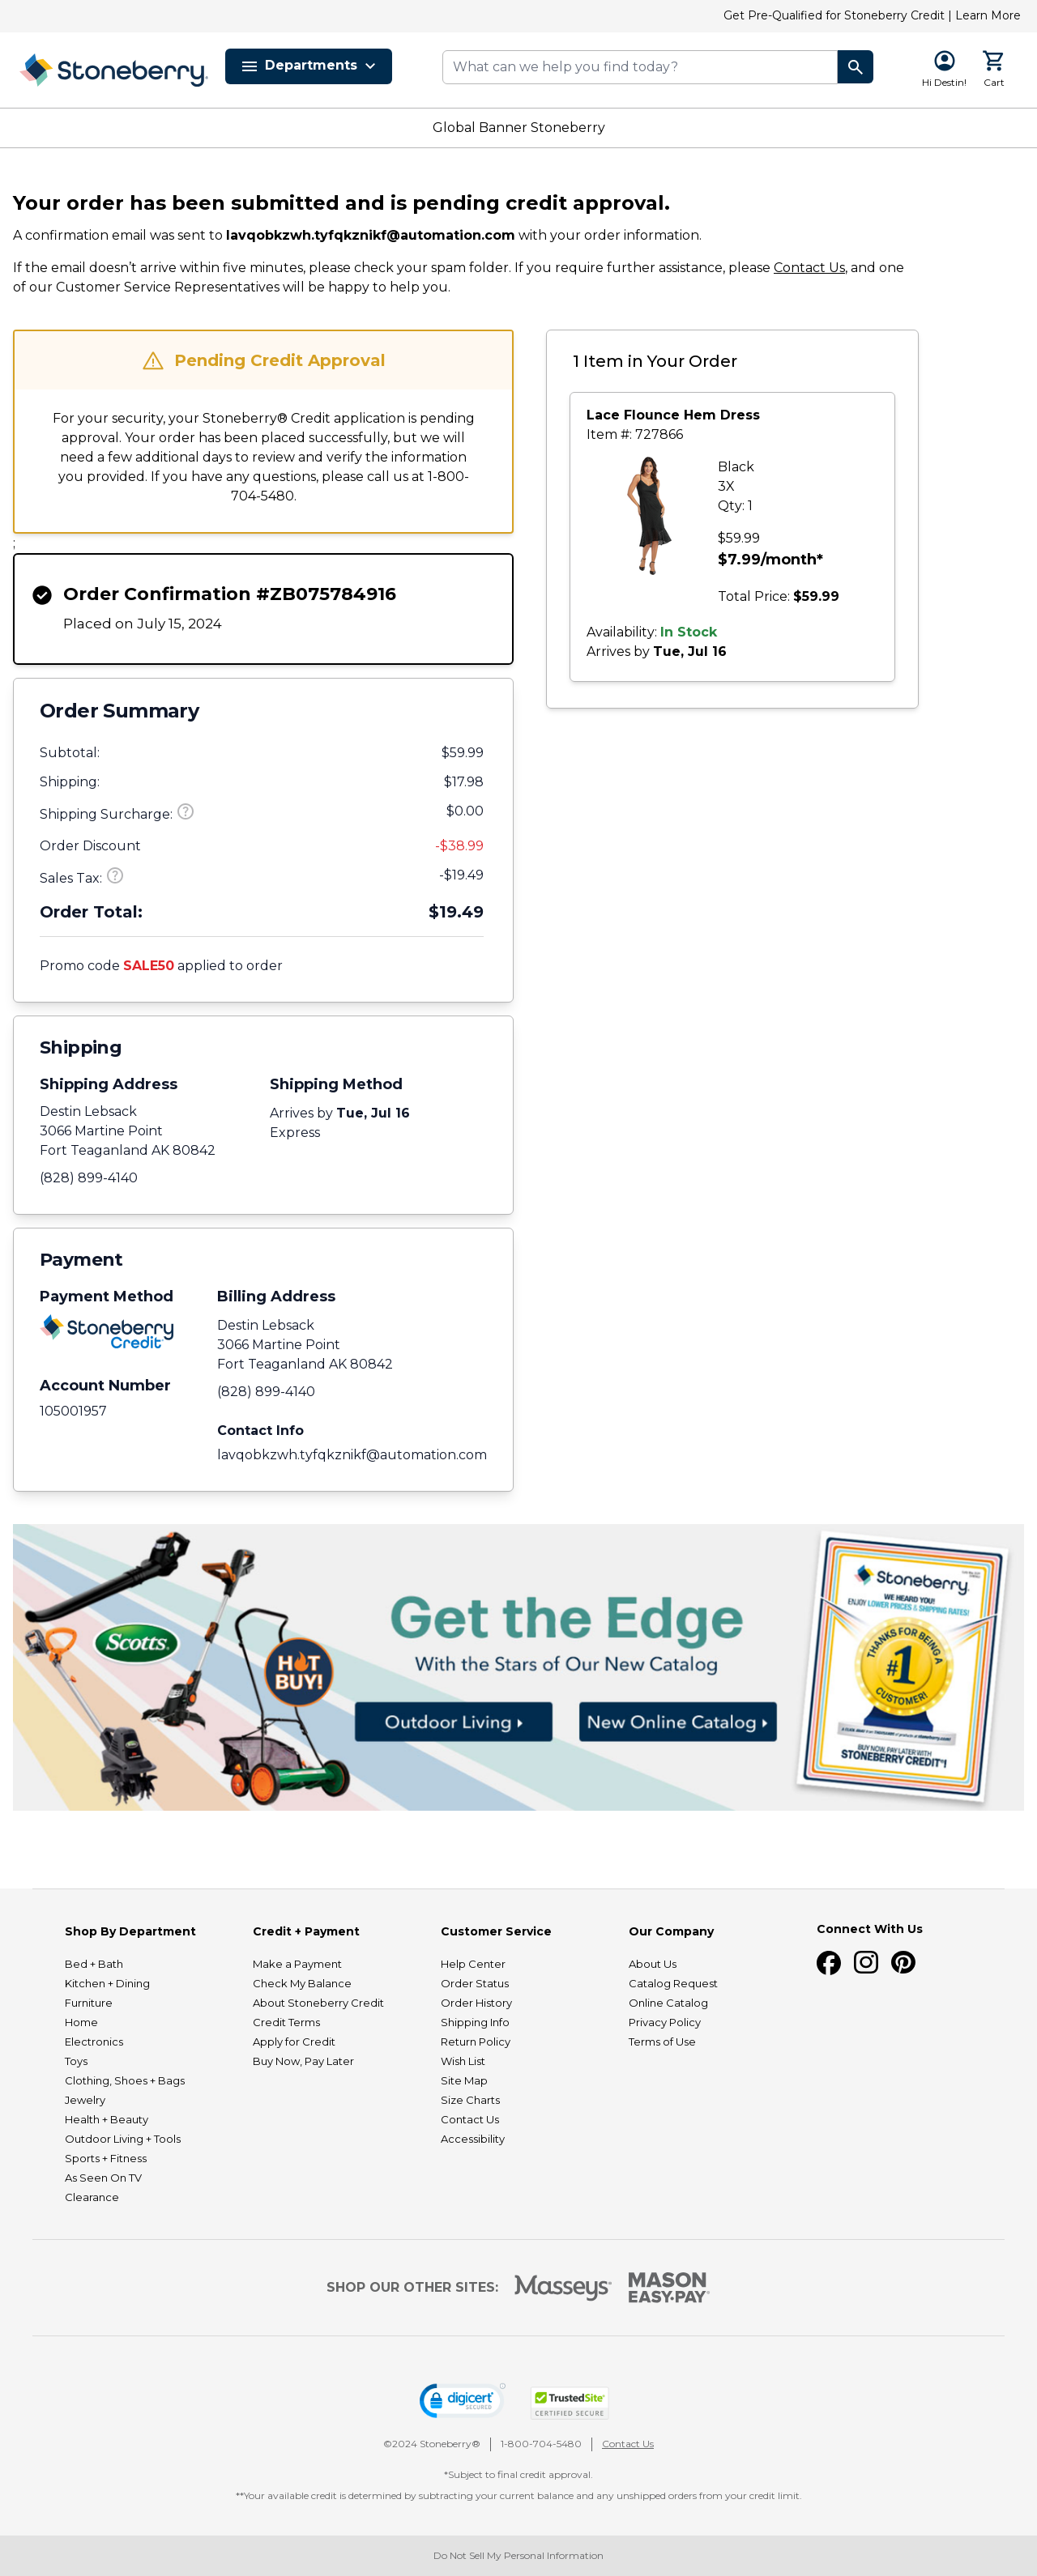 Get Pre-Qualified for Stoneberry Credit | Learn More
Stoneberry
Departments
What can we help you find today?
Hi Destin!
Cart
Global Banner Stoneberry
Your order has been submitted and is pending credit approval.
A confirmation email was sent to lavqobkzwh.tyfqkznikf@automation.com with your order information.
If the email doesn’t arrive within five minutes, please check your spam folder. If you require further assistance, please Contact Us, and one
of our Customer Service Representatives will be happy to help you.
Pending Credit Approval
For your security, your Stoneberry® Credit application is pending
approval. Your order has been placed successfully, but we will
need a few additional days to review and verify the information
you provided. If you have any questions, please call us at 1-800-
704-5480.
;
Order Confirmation #ZB075784916
Placed on July 15, 2024
Order Summary
Subtotal: $59.99
Shipping: $17.98
Shipping Surcharge: ? $0.00
Order Discount -$38.99
Sales Tax: ? -$19.49
Order Total: $19.49
Promo code SALE50 applied to order
Shipping
Shipping Address
Destin Lebsack
3066 Martine Point
Fort Teaganland AK 80842
(828) 899-4140
Shipping Method
Arrives by Tue, Jul 16
Express
Payment
Payment Method
Stoneberry
Credit
Account Number
105001957
Billing Address
Destin Lebsack
3066 Martine Point
Fort Teaganland AK 80842
(828) 899-4140
Contact Info
lavqobkzwh.tyfqkznikf@automation.com
1 Item in Your Order
Lace Flounce Hem Dress
Item #: 727866
Black
3X
Qty: 1
$59.99
$7.99/month*
Total Price: $59.99
Availability: In Stock
Arrives by Tue, Jul 16
Scotts
HOT
BUY!
Get the Edge
With the Stars of Our New Catalog
Outdoor Living
New Online Catalog
Stoneberry
WE HEARD YOU!
ENJOY LOWER PRICES & SHIPPING RATES!
THANKS FOR BEING A
#1
CUSTOMER!
BUY NOW, PAY LATER WITH
STONEBERRY CREDIT*!
Shop By Department
Bed + Bath
Kitchen + Dining
Furniture
Home
Electronics
Toys
Clothing, Shoes + Bags
Jewelry
Health + Beauty
Outdoor Living + Tools
Sports + Fitness
As Seen On TV
Clearance
Credit + Payment
Make a Payment
Check My Balance
About Stoneberry Credit
Credit Terms
Apply for Credit
Buy Now, Pay Later
Customer Service
Help Center
Order Status
Order History
Shipping Info
Return Policy
Wish List
Site Map
Size Charts
Contact Us
Accessibility
Our Company
About Us
Catalog Request
Online Catalog
Privacy Policy
Terms of Use
Connect With Us
SHOP OUR OTHER SITES:
Masseys
MASON
EASY•PAY
digicert
SECURED
TrustedSite
CERTIFIED SECURE
©2024 Stoneberry® | 1-800-704-5480 | Contact Us
*Subject to final credit approval.
**Your available credit is determined by subtracting your current balance and any unshipped orders from your credit limit.
Do Not Sell My Personal Information